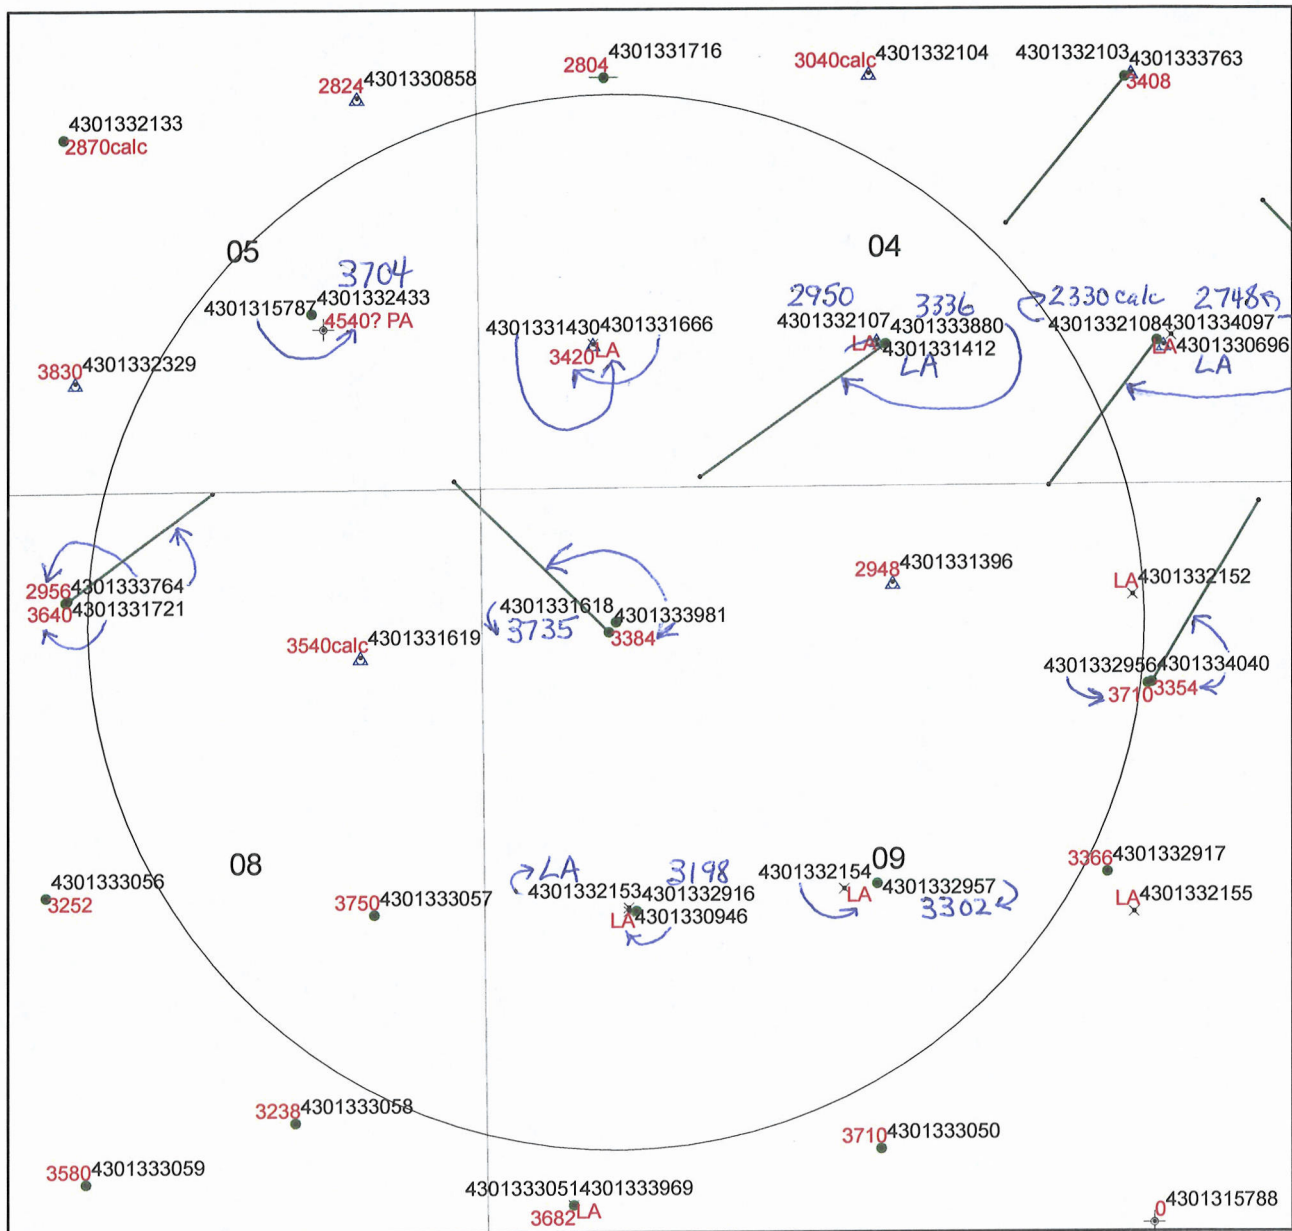 4301331716
2804
3040calc 4301332104
4301332103 4301333763
3408
2824 4301330858
4301332133
2870calc
05
04
3704
4301315787 4301332433
4540? PA
4301331430 4301331666
3420 LA
2950
3336
4301332107 4301333880
LA 4301331412
LA
2330 calc
2748
4301332108 4301334097
LA 4301330696
LA
3830 4301332329
2956 4301333764
3640 4301331721
3540calc 4301331619
4301331618 4301333981
3735 3384
2948 4301331396
LA 4301332152
4301332956 4301334040
3710 3354
08
09
4301333056
3252
3750 4301333057
LA
3198
4301332153 4301332916
LA 4301330946
4301332154 4301332957
LA 3302
3366 4301332917
LA 4301332155
3238 4301333058
3710 4301333050
3580 4301333059
4301333051 4301333969
3682 LA
0 4301315788